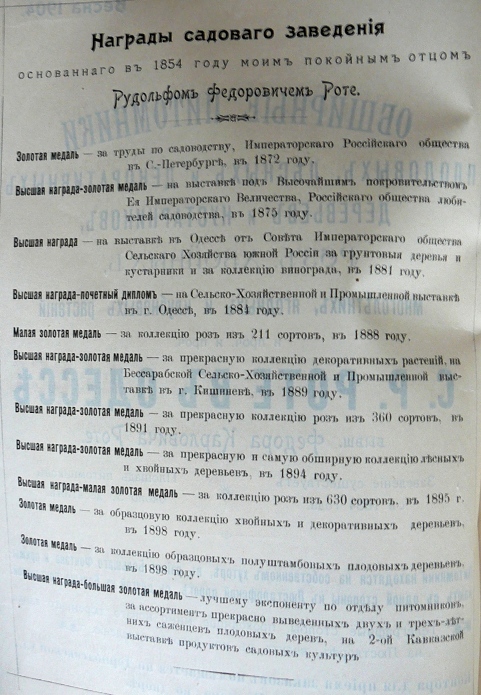 Награды садоваго заведенія
основаннаго въ 1854 году моимъ покойнымъ отцомъ
Рудольфомъ Федоровичемъ Роте.
Золотая медаль — за труды по садоводству, Императорскаго Россійскаго общества
въ С.-Петербургѣ, въ 1872 году.
Высшая награда-золотая медаль — на выставкѣ подъ Высочайшимъ покровительствомъ
Ея Императорскаго Величества, Россійскаго общества люби-
телей садоводства, въ 1875 году.
Высшая награда — на выставкѣ въ Одессѣ отъ Совѣта Императорскаго общества
Сельскаго Хозяйства южной Россіи за грунтовыя деревья и
кустарники и за коллекцію винограда, въ 1881 году.
Высшая награда-почетный дипломъ — на Сельско-Хозяйственной и Промышленной выставкѣ
въ г. Одессѣ, въ 1884 году.
Малая золотая медаль — за коллекцію розъ изъ 211 сортовъ, въ 1888 году.
Высшая награда-золотая медаль — за прекрасную коллекцію декоративныхъ растеній, на
Бессарабской Сельско-Хозяйственной и Промышленной выс-
тавкѣ въ г. Кишиневѣ, въ 1889 году.
Высшая награда-золотая медаль — за прекрасную коллекцію розъ изъ 360 сортовъ, въ
1891 году.
Высшая награда-золотая медаль — за прекрасную и самую обширную коллекцію лѣсныхъ
и хвойныхъ деревьевъ, въ 1894 году.
Высшая награда-малая золотая медаль — за коллекцію розъ изъ 630 сортовъ, въ 1895 г.
Золотая медаль — за образцовую коллекцію хвойныхъ и декоративныхъ деревьевъ,
въ 1898 году.
Золотая медаль — за коллекцію образцовыхъ полуштамбовыхъ плодовыхъ деревьевъ,
въ 1898 году.
Высшая награда-большая золотая медаль — лучшему экспоненту по отдѣлу питомниковъ,
за ассортиментъ прекрасно выведенныхъ двухъ и трехъ-лѣт-
нихъ саженцевъ плодовыхъ деревъ, на 2-ой Кавказской
выставкѣ продуктовъ садовыхъ культуръ